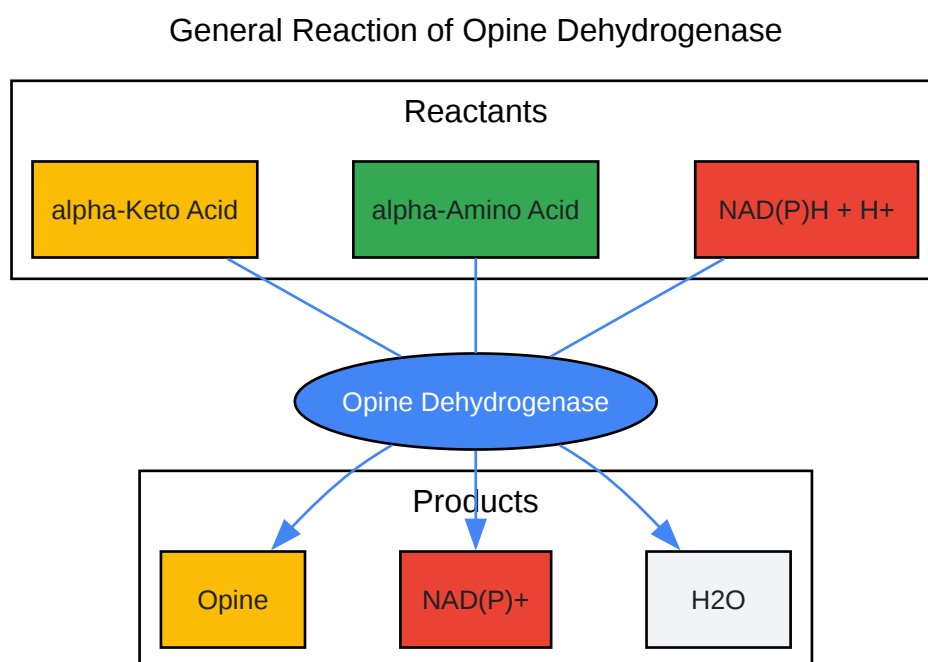 General Reaction of Opine Dehydrogenase
Reactants
alpha-Keto Acid
alpha-Amino Acid
NAD(P)H + H+
Opine Dehydrogenase
Products
Opine
NAD(P)+
H2O